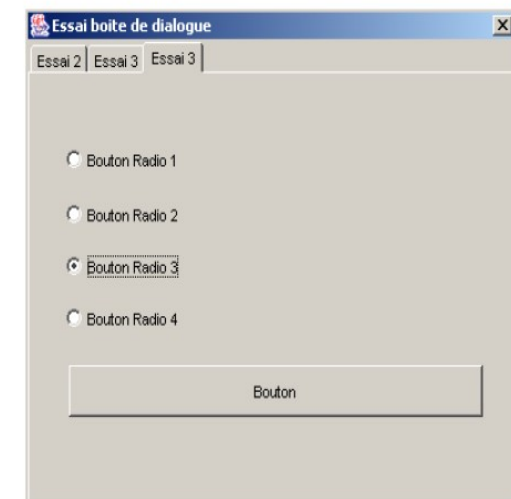 Essai boite de dialogue
Essai 2 Essai 3 Essai 3
Bouton Radio 1
Bouton Radio 2
Bouton Radio 3
Bouton Radio 4
Bouton